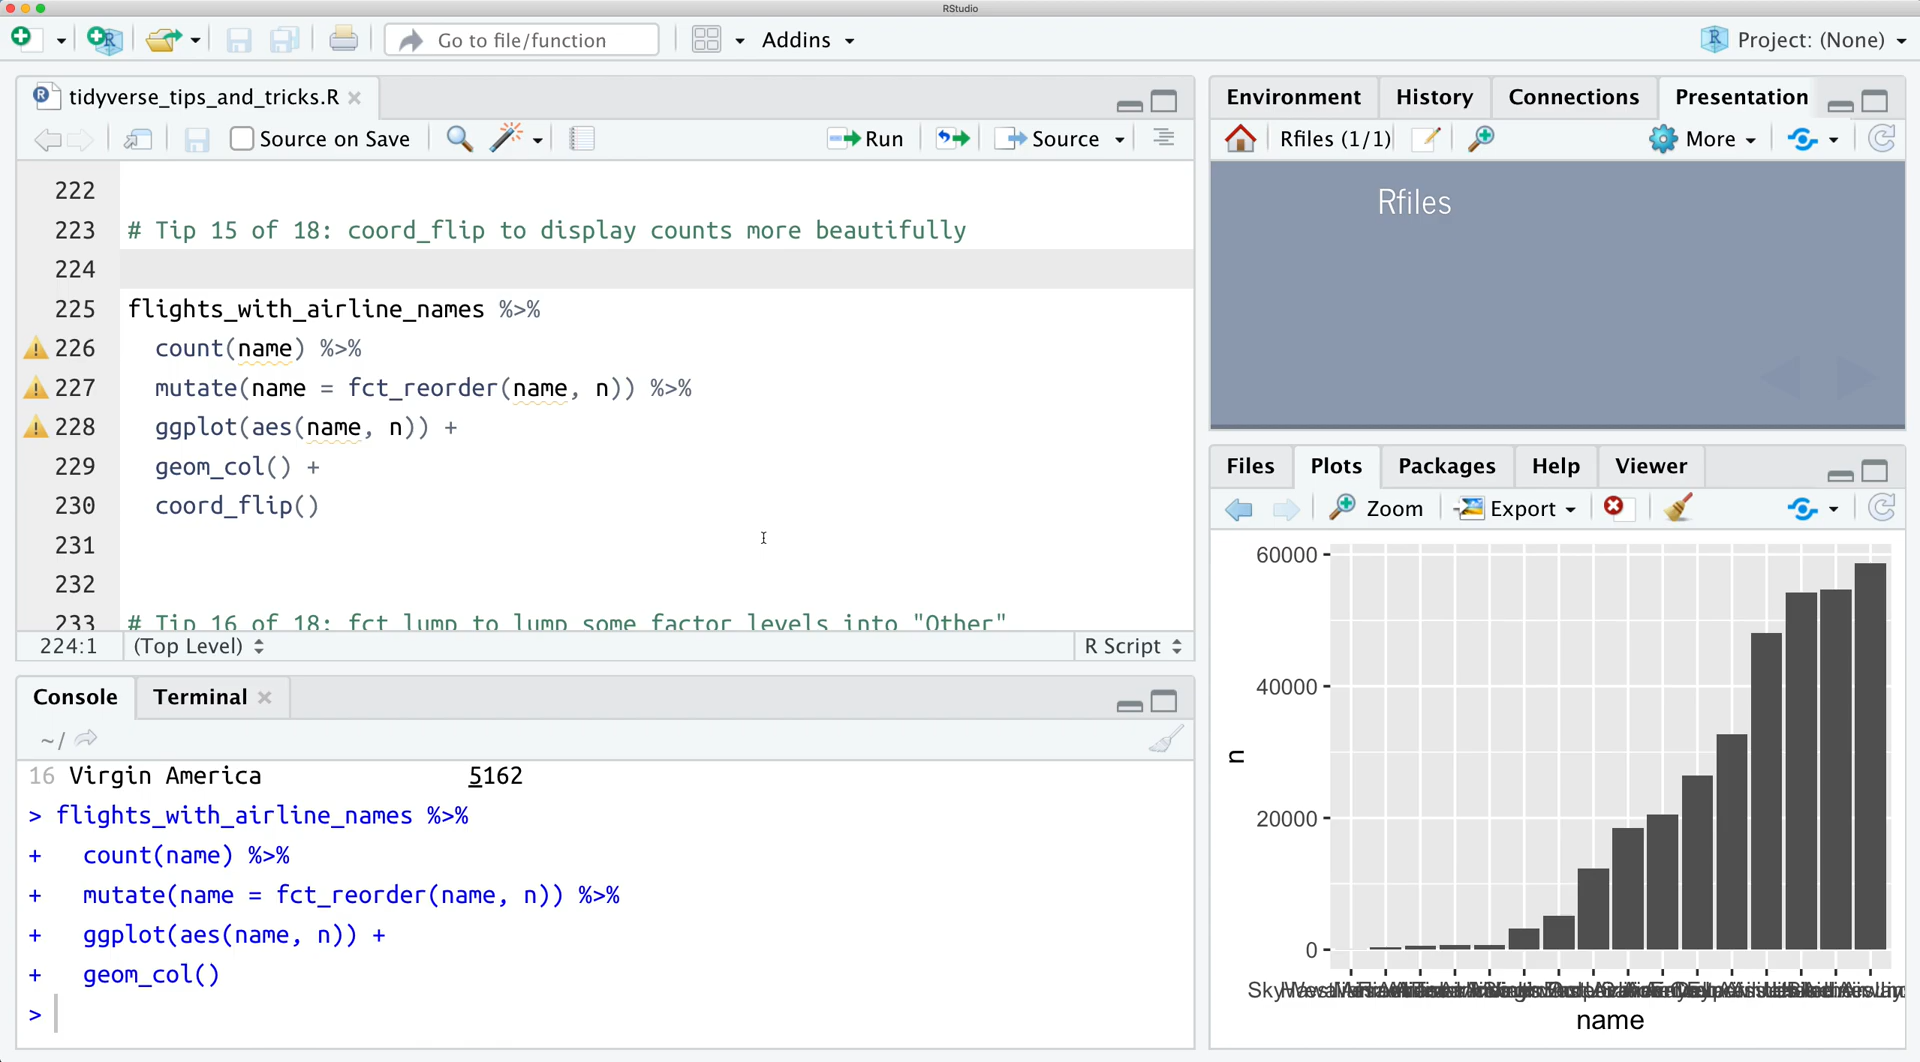 RStudio
Go to file/function
Addins
Project: (None)
tidyverse_tips_and_tricks.R
Source on Save
Run
Source
222
223 # Tip 15 of 18: coord_flip to display counts more beautifully
224
225 flights_with_airline_names %>%
226 count(name) %>%
227 mutate(name = fct_reorder(name, n)) %>%
228 ggplot(aes(name, n)) +
229 geom_col() +
230 coord_flip()
231
232
233 # Tip 16 of 18: fct_lump to lump some factor levels into "Other"
224:1
(Top Level)
R Script
Console
Terminal
~/
16 Virgin America 5162
> flights_with_airline_names %>%
+ count(name) %>%
+ mutate(name = fct_reorder(name, n)) %>%
+ ggplot(aes(name, n)) +
+ geom_col()
>
Environment
History
Connections
Presentation
Rfiles (1/1)
More
Rfiles
Files
Plots
Packages
Help
Viewer
Zoom
Export
60000
40000
20000
0
n
name